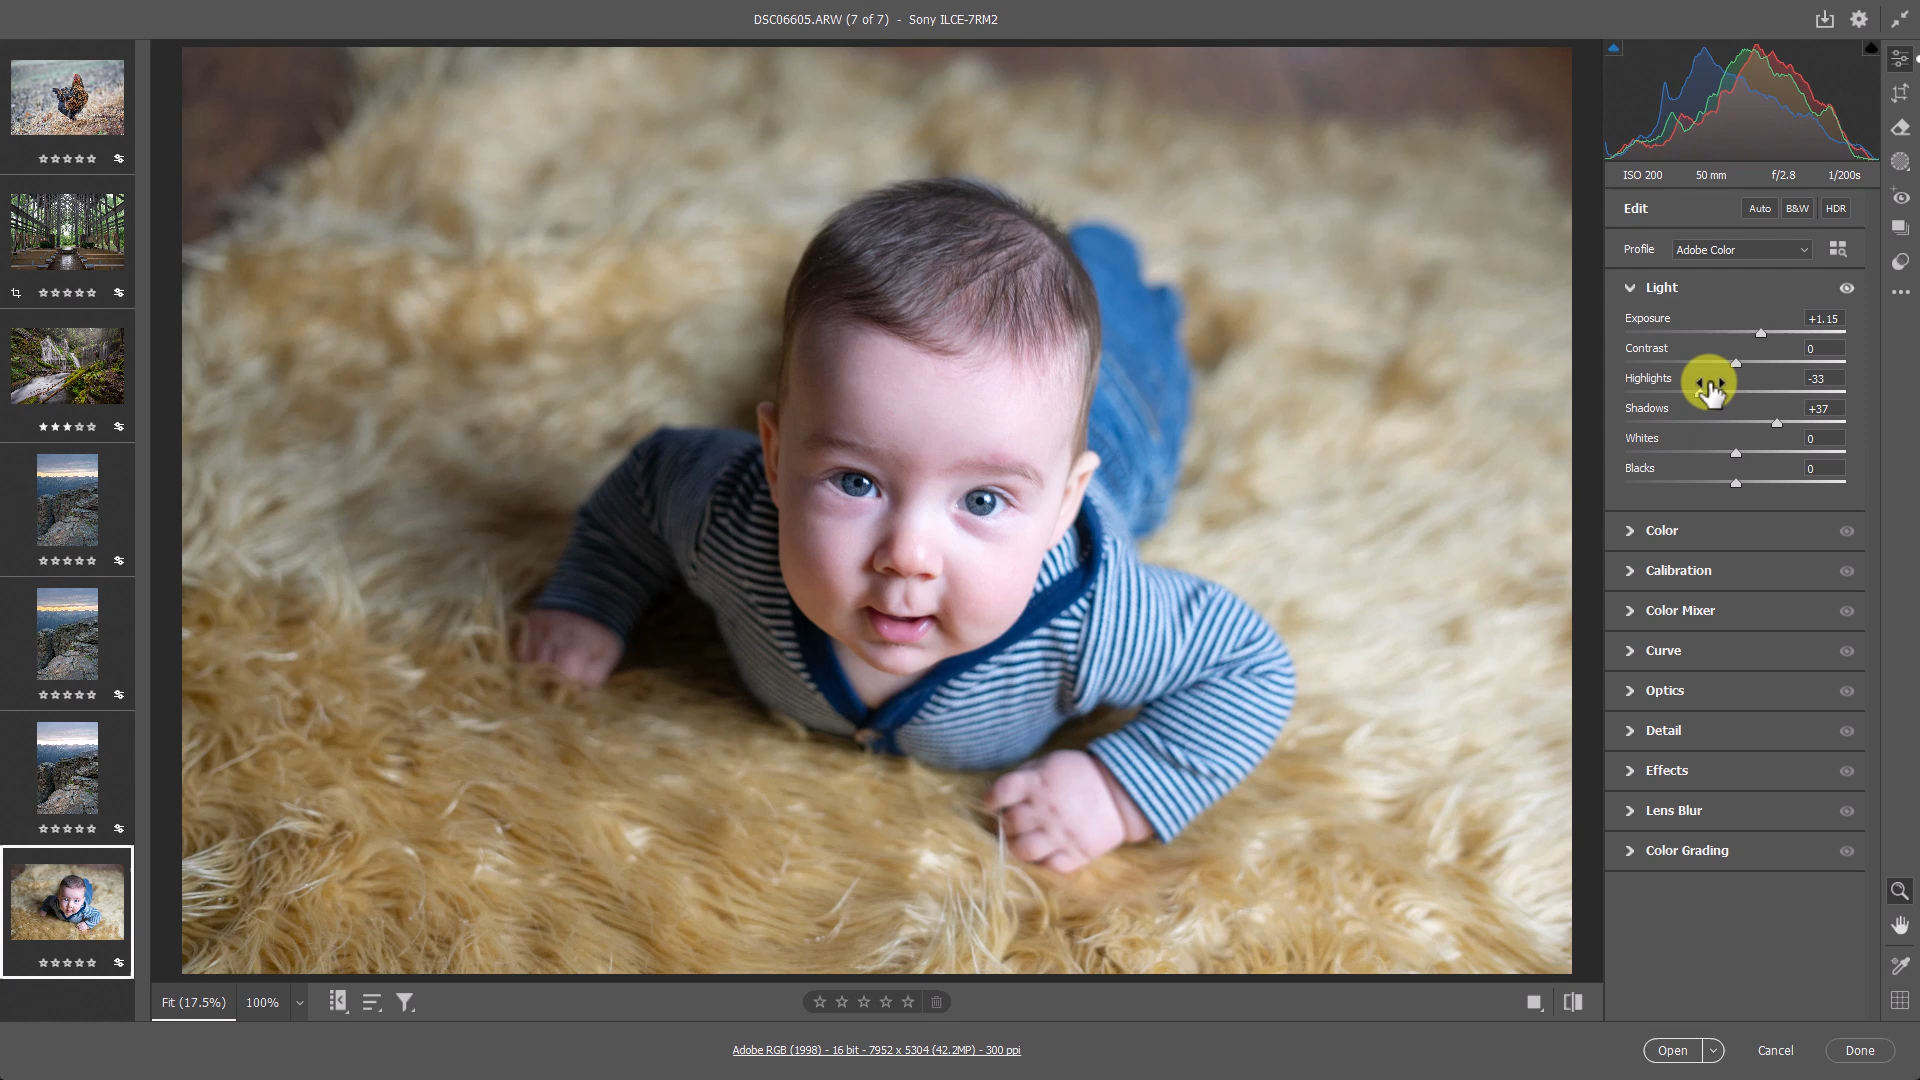 DSC06605.ARW (7 of 7) - Sony ILCE-7RM2
ISO 200 50 mm f/2.8 1/200s
Edit Auto B&W HDR
Profile Adobe Color
Light
Exposure +1.15
Contrast 0
Highlights -33
Shadows +37
Whites 0
Blacks 0
Color
Calibration
Color Mixer
Curve
Optics
Detail
Effects
Lens Blur
Color Grading
Fit (17.5%) 100%
Adobe RGB (1998) - 16 bit - 7952 x 5304 (42.2MP) - 300 ppi
Open Cancel Done